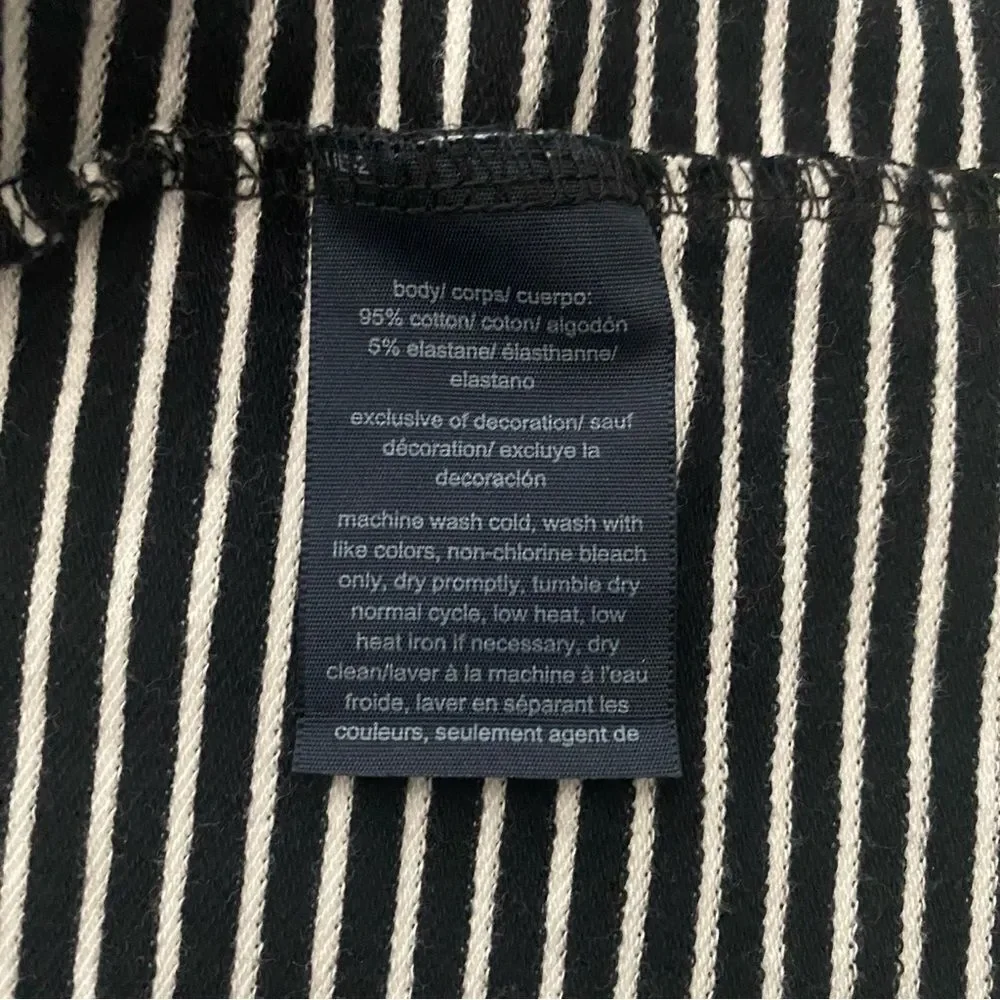 body/ corps/ cuerpo:
95% cotton/ coton/ algodón
5% elastane/ élasthanne/
elastano
exclusive of decoration/ sauf
décoration/ excluye la
decoración
machine wash cold, wash with
like colors, non-chlorine bleach
only, dry promptly, tumble dry
normal cycle, low heat, low
heat iron if necessary, dry
clean/laver à la machine à l'eau
froide, laver en séparant les
couleurs, seulement agent de